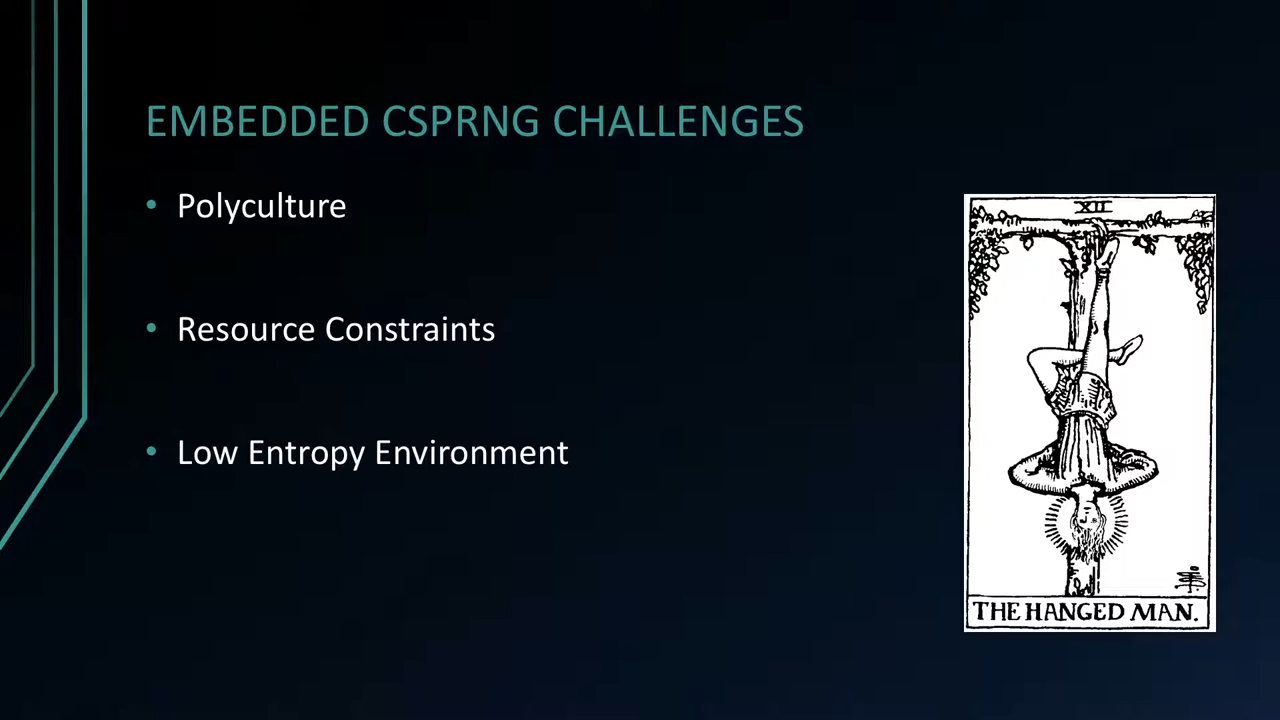 EMBEDDED CSPRNG CHALLENGES
• Polyculture
• Resource Constraints
• Low Entropy Environment
XII
THE HANGED MAN.